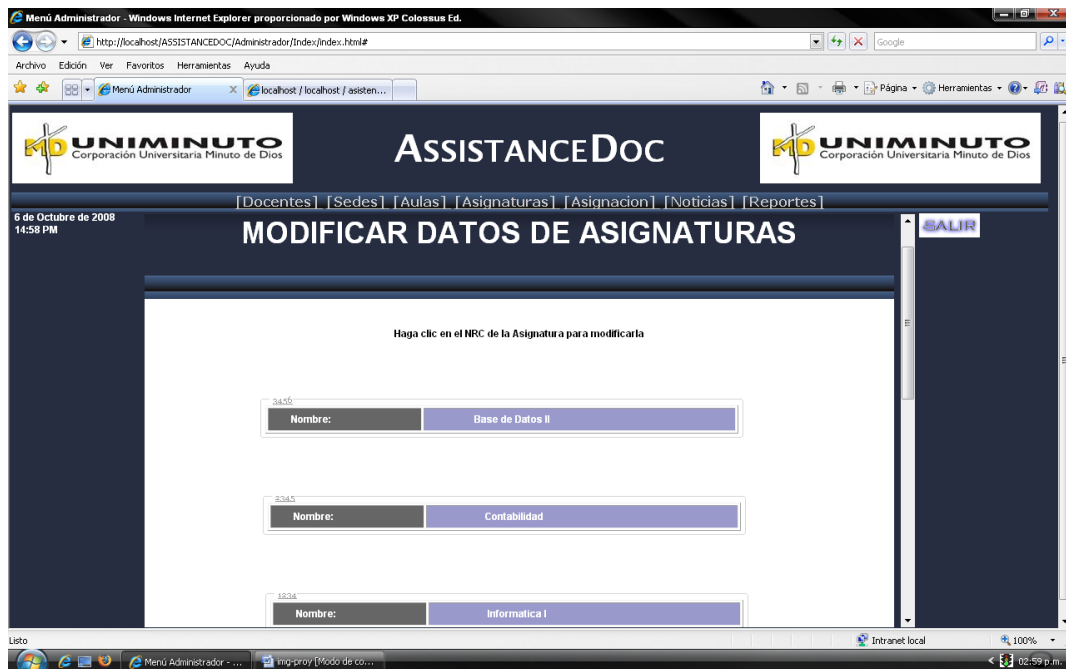 Menú Administrador - Windows Internet Explorer proporcionado por Windows XP Colossus Ed.
http://localhost/ASSISTANCEDOC/Administrador/Index/index.html#
Google
Archivo Edición Ver Favoritos Herramientas Ayuda
Menú Administrador X localhost / localhost / asisten...
Página Herramientas
UNIMINUTO
Corporación Universitaria Minuto de Dios
ASSISTANCEDOC
UNIMINUTO
Corporación Universitaria Minuto de Dios
[Docentes] [Sedes] [Aulas] [Asignaturas] [Asignacion] [Noticias] [Reportes]
6 de Octubre de 2008
14:58 PM
MODIFICAR DATOS DE ASIGNATURAS
SALIR
Haga clic en el NRC de la Asignatura para modificarla
3456
Nombre: Base de Datos II
2345
Nombre: Contabilidad
1234
Nombre: Informatica I
Listo
Intranet local
100%
Menú Administrador - ...
img-proy [Modo de co...
02:59 p.m.